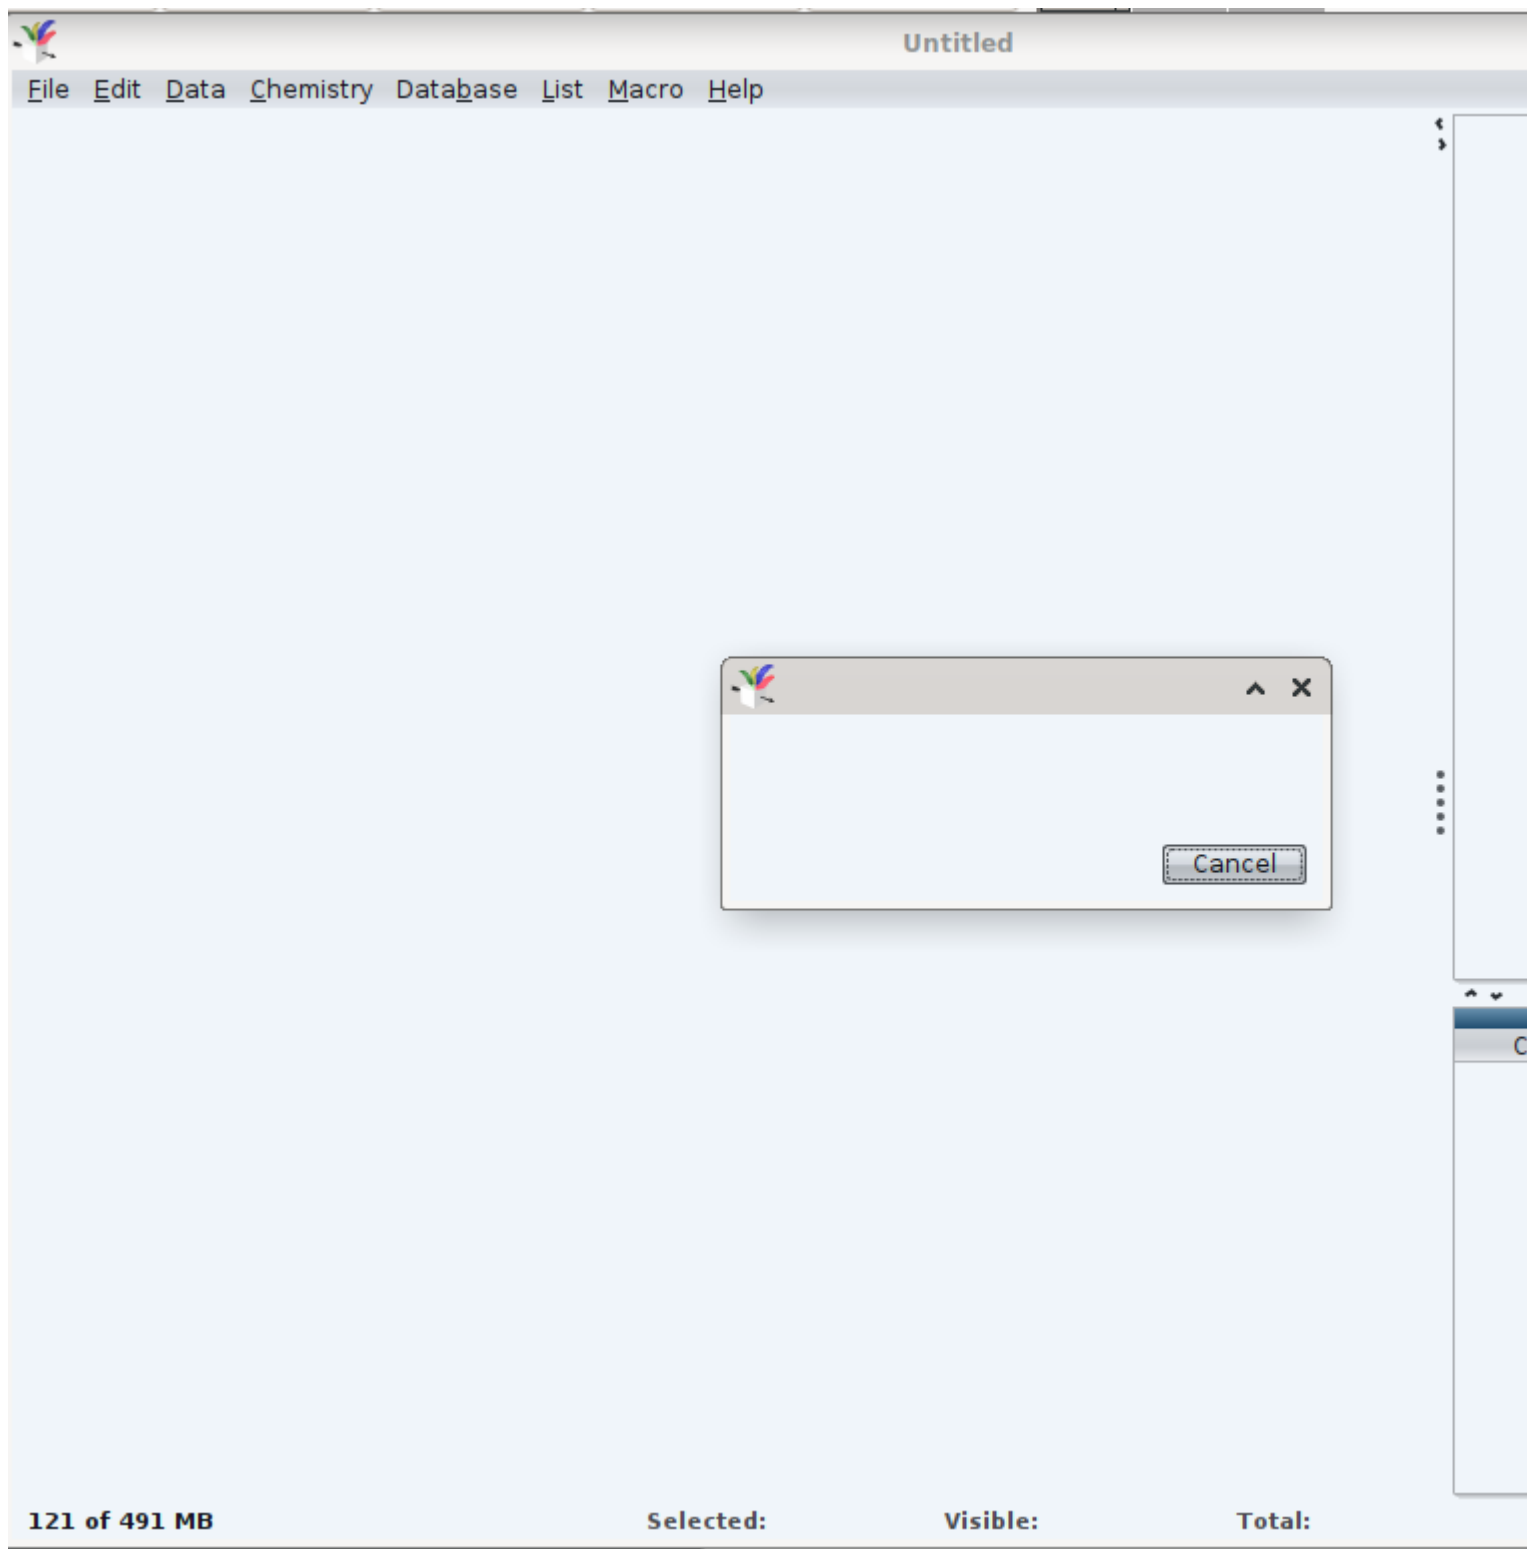 Untitled
File Edit Data Chemistry Database List Macro Help
Cancel
C
121 of 491 MB Selected: Visible: Total: